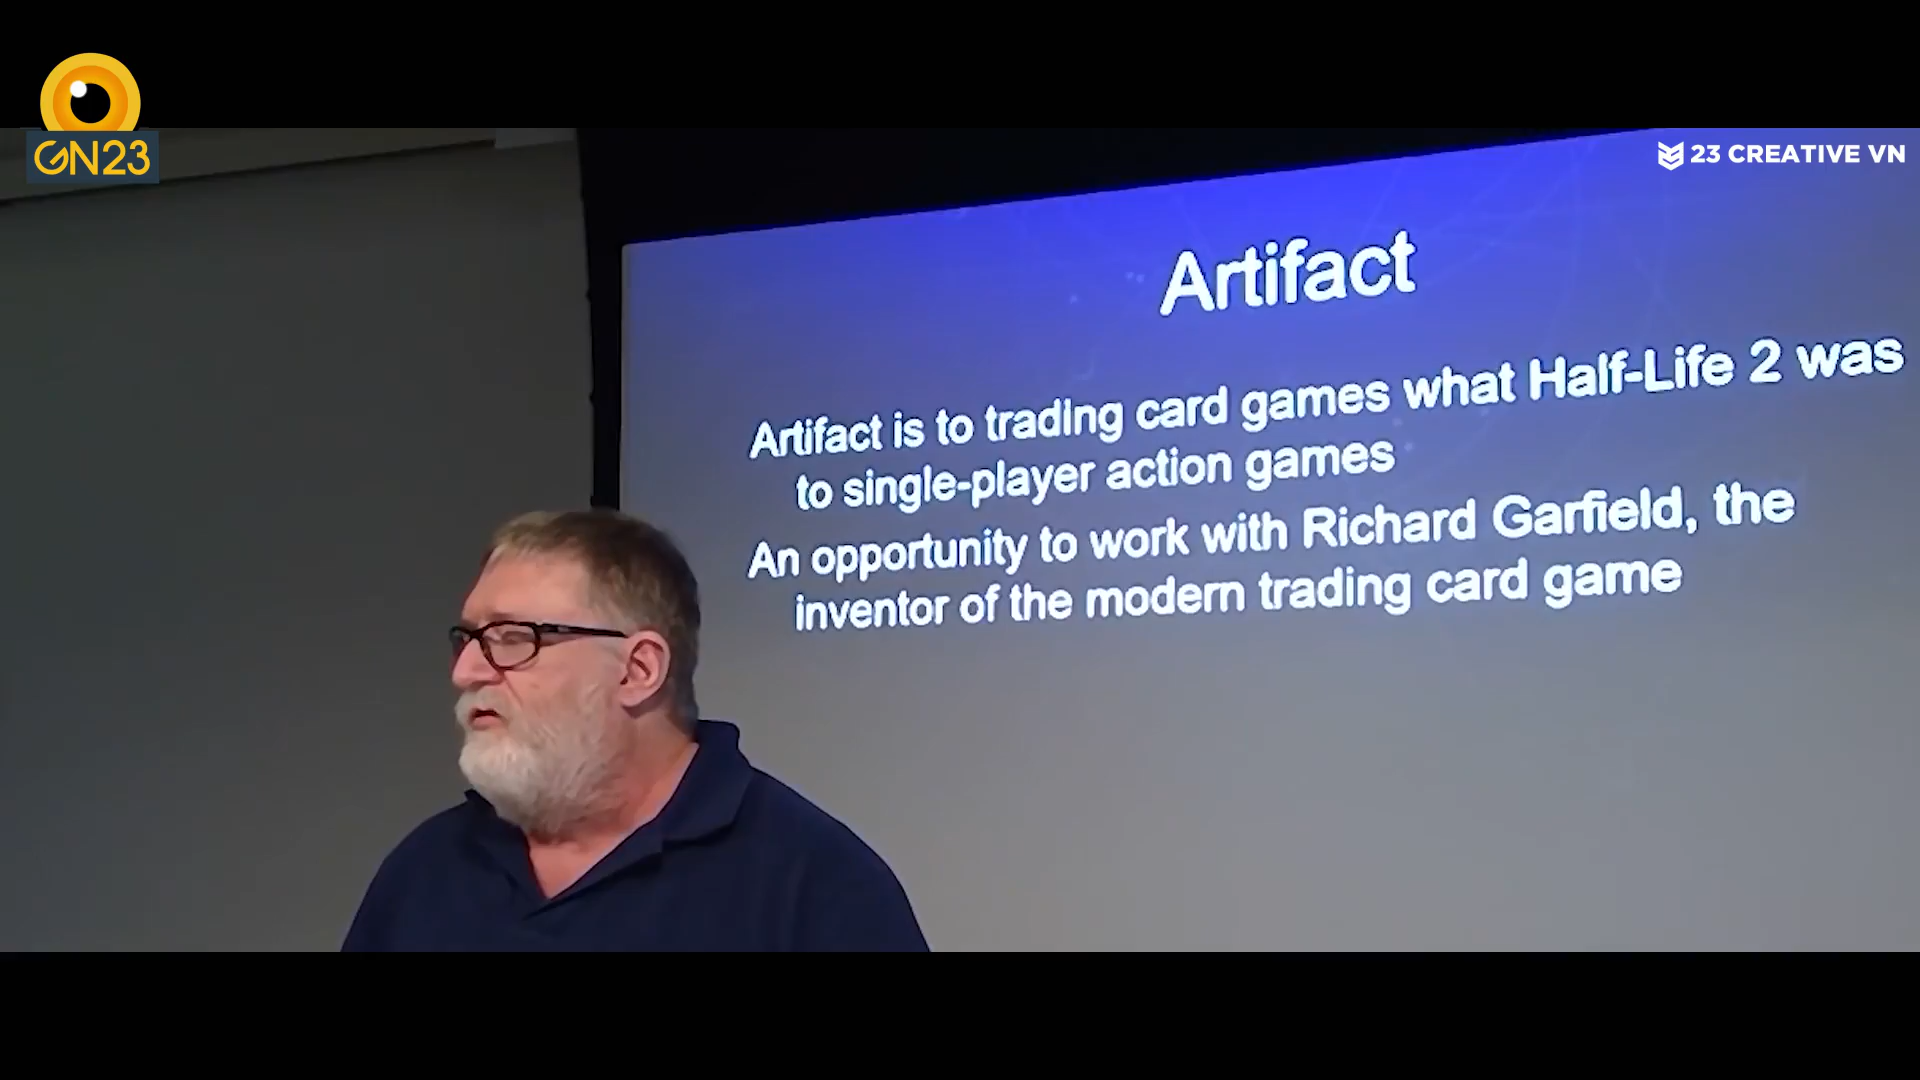 GN23
23 CREATIVE VN
Artifact
Artifact is to trading card games what Half-Life 2 was
to single-player action games
An opportunity to work with Richard Garfield, the
inventor of the modern trading card game